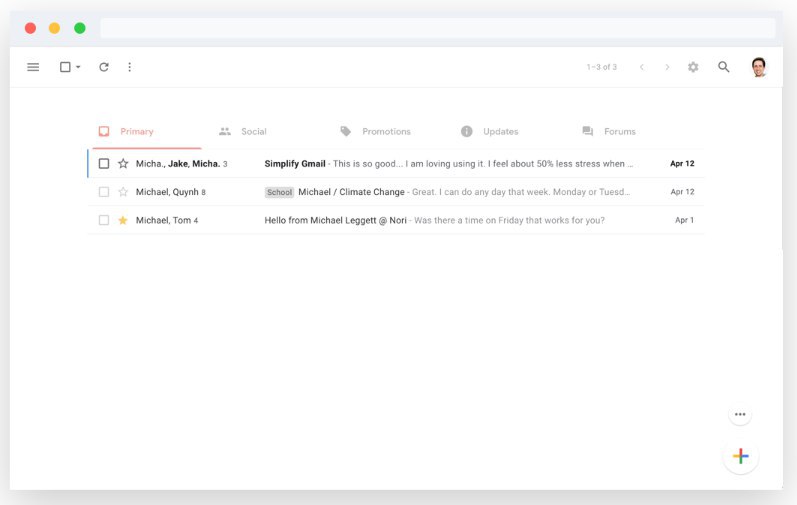 1–3 of 3
Primary Social Promotions Updates Forums
Micha., Jake, Micha. 3 Simplify Gmail - This is so good... I am loving using it. I feel about 50% less stress when ... Apr 12
Michael, Quynh 8 School Michael / Climate Change - Great. I can do any day that week. Monday or Tuesd... Apr 12
Michael, Tom 4 Hello from Michael Leggett @ Nori - Was there a time on Friday that works for you? Apr 1